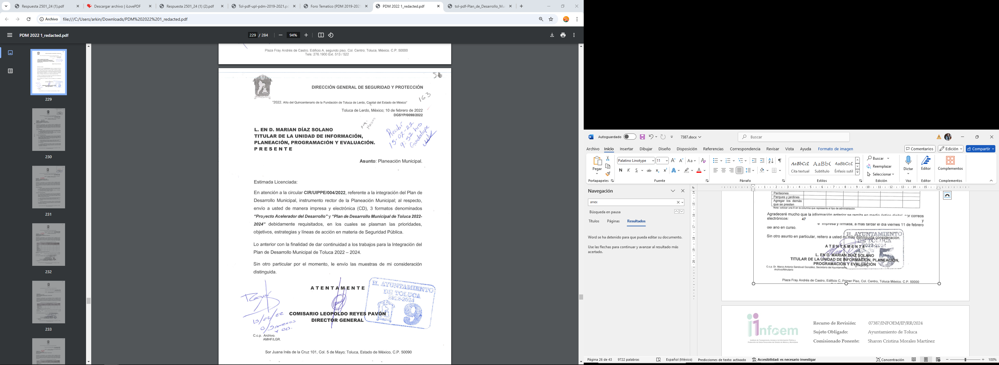 Respuesta 2501_24 (1).pdf
Descargar archivo | iLovePDF
Respuesta 2501_24 (1) (2).pdf
Tol-pdf-upl-pdm-2019-2021.pd
Foro Tematico (PDM 2019-2021
PDM 2022 1_redacted.pdf
tol-pdf-Plan_de_Desarrollo_Mu
Archivo
file:///C:/Users/arkin/Downloads/PDM%202022%201_redacted.pdf
PDM 2022 1_redacted.pdf
229 / 284
94%
229
230
231
232
233
Plaza Fray Andrés de Castro, Edificio A, segundo piso, Col. Centro; Toluca, México. C.P. 50000
Tels: 276.1900 Ext. 513 / 522
56
DIRECCIÓN GENERAL DE SEGURIDAD Y PROTECCIÓN
163
"2022. Año del Quincentenario de la Fundación de Toluca de Lerdo, Capital del Estado de México"
Toluca de Lerdo, México; 10 de febrero de 2022
DGSYP/0098/2022
Arq.
Moises
Recibí
15-02-22
9:52 hrs
Guadalupe
L. EN D. MARIAN DÍAZ SOLANO
TITULAR DE LA UNIDAD DE INFORMACIÓN,
PLANEACIÓN, PROGRAMACIÓN Y EVALUACIÓN.
P R E S E N T E
Asunto: Planeación Municipal.
Estimada Licenciada:
En atención a la circular CIR/UIPPE/004/2022, referente a la integración del Plan de
Desarrollo Municipal, instrumento rector de la Planeación Municipal; al respecto,
envío a usted de manera impresa y electrónica (CD), 3 formatos denominados
“Proyecto Acelerador del Desarrollo” y “Plan de Desarrollo Municipal de Toluca 2022-
2024” debidamente requisitados, en los cuales se plasman las prioridades,
objetivos, estrategias y líneas de acción en materia de Seguridad Pública.
Lo anterior con la finalidad de dar continuidad a los trabajos para la Integración del
Plan de Desarrollo Municipal de Toluca 2022 – 2024.
Sin otro particular por el momento, le envío las muestras de mi consideración
distinguida.
A T E N T A M E N T E
H. AYUNTAMIENTO
DE TOLUCA
2022-2024
9
COMISARIO LEOPOLDO REYES PAVÓN
DIRECTOR GENERAL
C.c.p. Archivo.
AMHF/LGR.
Sor Juana Inés de la Cruz 101, Col. 5 de Mayo; Toluca, Estado de México, C.P. 50090
Autoguardado
7387.docx
Buscar
Archivo Inicio Insertar Dibujar Diseño Disposición Referencias Correspondencia Revisar Vista Ayuda Formato de imagen
Comentarios
Edición
Compartir
Pegar
Palatino Linotype
11
AaBbCcE
AaBbC
AaBbCcE
Cita textual
Subtítulo
Énfasis sutil
Buscar
Reemplazar
Seleccionar
Dictar
Editor
Complementos
Portapapeles
Fuente
Párrafo
Estilos
Edición
Voz
Editor
Complementos
Navegación
anex
Búsqueda en pausa
Títulos
Páginas
Resultados
Word se ha detenido para que pueda editar su documento.
Use las flechas para continuar y avanzar al resultado más
acertado.
Panteones
Parques y jardines
Agregar los demás
que se presten
Nota: colocar una X en la columna que represente el tipo de administración.
Agradeceré mucho que la información anterior se remita en medio óptico digital, por correos
electrónicos: 47 y
impresa y firmada, a más tardar el día viernes 11 de febrero
del año en curso.
Sin otro asunto en particular, reitero a usted mi más distinguida consideración.
H. AYUNTAMIENTO
DE TOLUCA
2022-2024
5
A T E N T A M E N T E
L. EN D. MARIAN DÍAZ SOLANO
TITULAR DE LA UNIDAD DE INFORMACIÓN, PLANEACIÓN,
PROGRAMACIÓN Y EVALUACIÓN
C.c.p. Dr. Marco Antonio Sandoval González, Secretario del Ayuntamiento
Archivo/Minutario
Plaza Fray Andrés de Castro, Edificio C, Primer Piso, Col. Centro, Toluca México. C.P. 50000
infoem
Instituto de Transparencia, Acceso a la Información Pública y
Protección de Datos Personales del Estado de México y Municipios
Recurso de Revisión: 07387/INFOEM/IP/RR/2024
Sujeto Obligado: Ayuntamiento de Toluca
Comisionado Ponente: Sharon Cristina Morales Martínez
Página 26 de 43
9722 palabras
Español (México)
Predicciones de texto: activado
Accesibilidad: es necesario investigar
Concentración
100%